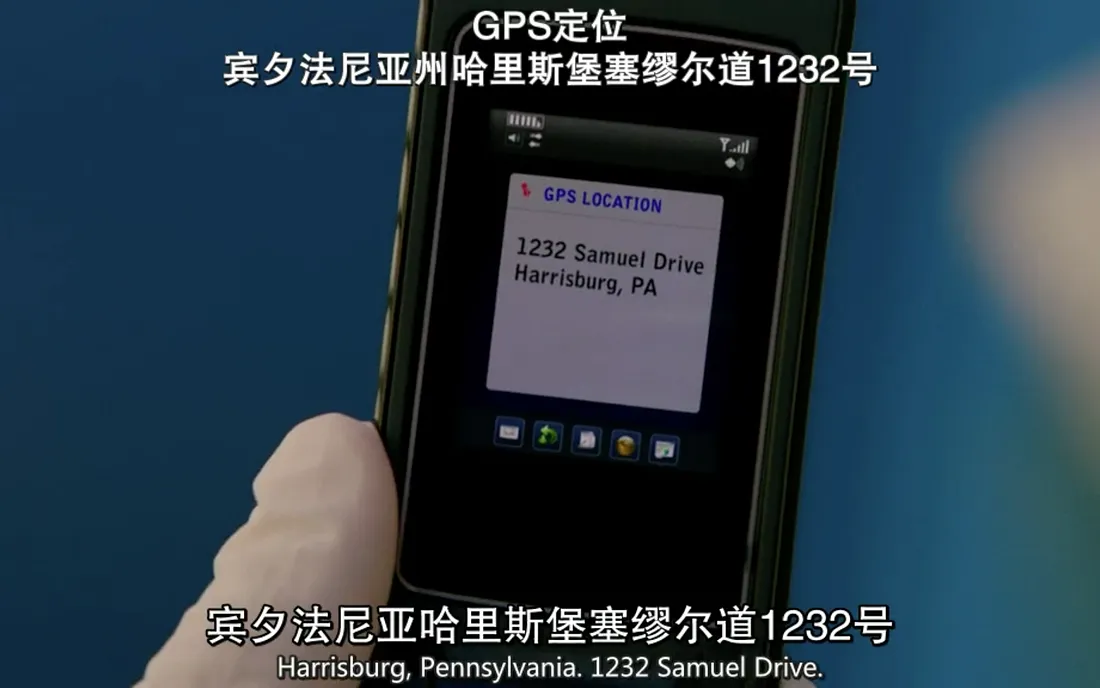 GPS定位
宾夕法尼亚州哈里斯堡塞缪尔道1232号
GPS LOCATION
1232 Samuel Drive
Harrisburg, PA
宾夕法尼亚哈里斯堡塞缪尔道1232号
Harrisburg, Pennsylvania. 1232 Samuel Drive.